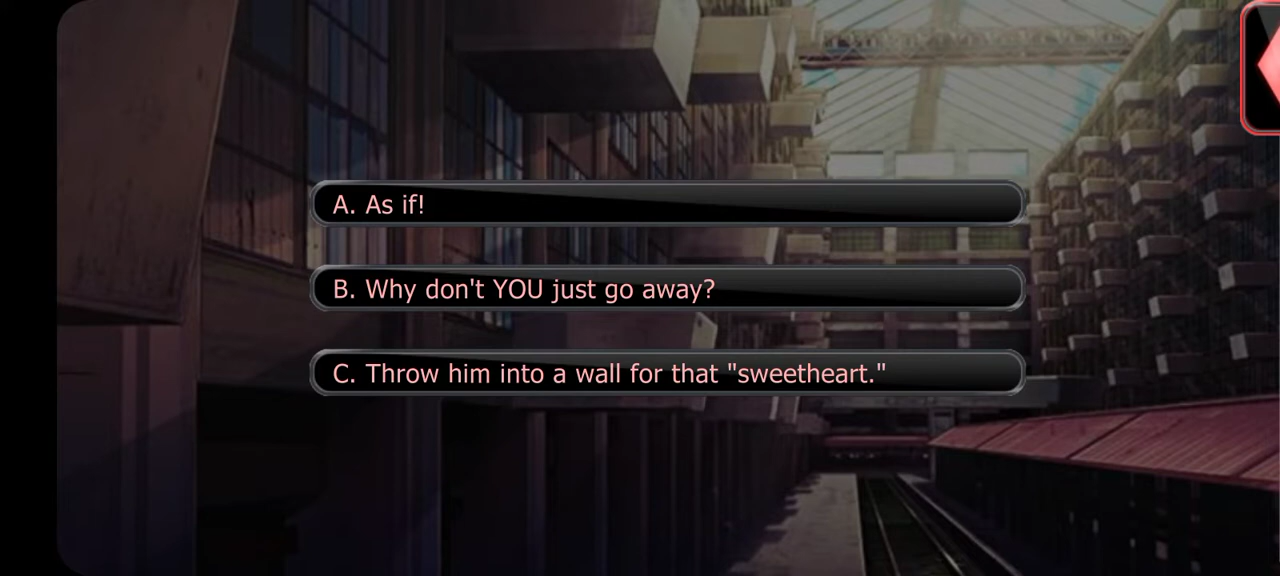 A. As if!
B. Why don't YOU just go away?
C. Throw him into a wall for that "sweetheart."